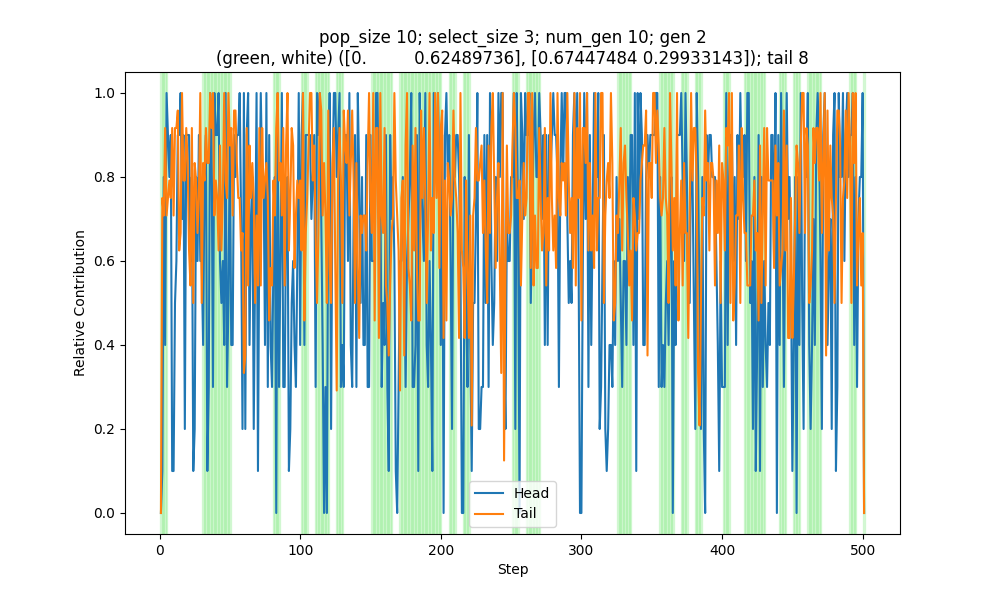 pop_size 10; select_size 3; num_gen 10; gen 2
(green, white) ([0.         0.62489736], [0.67447484 0.29933143]); tail 8
1.0
0.8
0.6
0.4
0.2
0.0
Relative Contribution
Head
Tail
0
100
200
300
400
500
Step